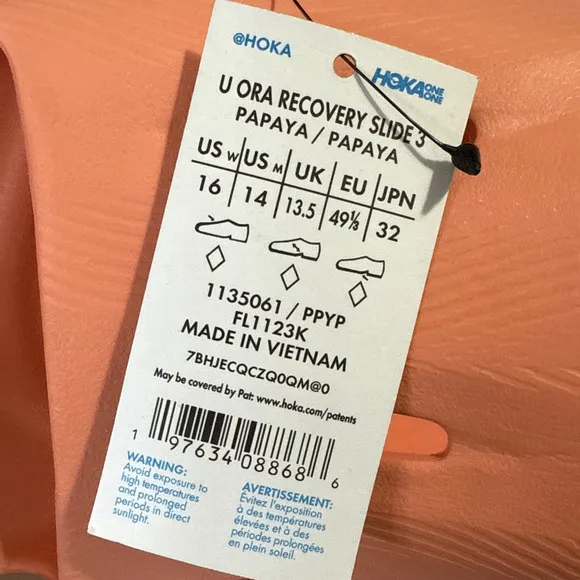 @HOKA
HOKA ONE ONE
U ORA RECOVERY SLIDE 3
PAPAYA / PAPAYA
US W US M UK EU JPN
16 14 13.5 49⅓ 32
1135061 / PPYP
FL1123K
MADE IN VIETNAM
7BHJECQCZQ0QM@0
May be covered by Pat: www.hoka.com/patents
1 97634 08868 6
WARNING:
Avoid exposure to
high temperatures
and prolonged
periods in direct
sunlight.
AVERTISSEMENT:
Évitez l'exposition
à des températures
élevées et à des
périodes prolongées
en plein soleil.